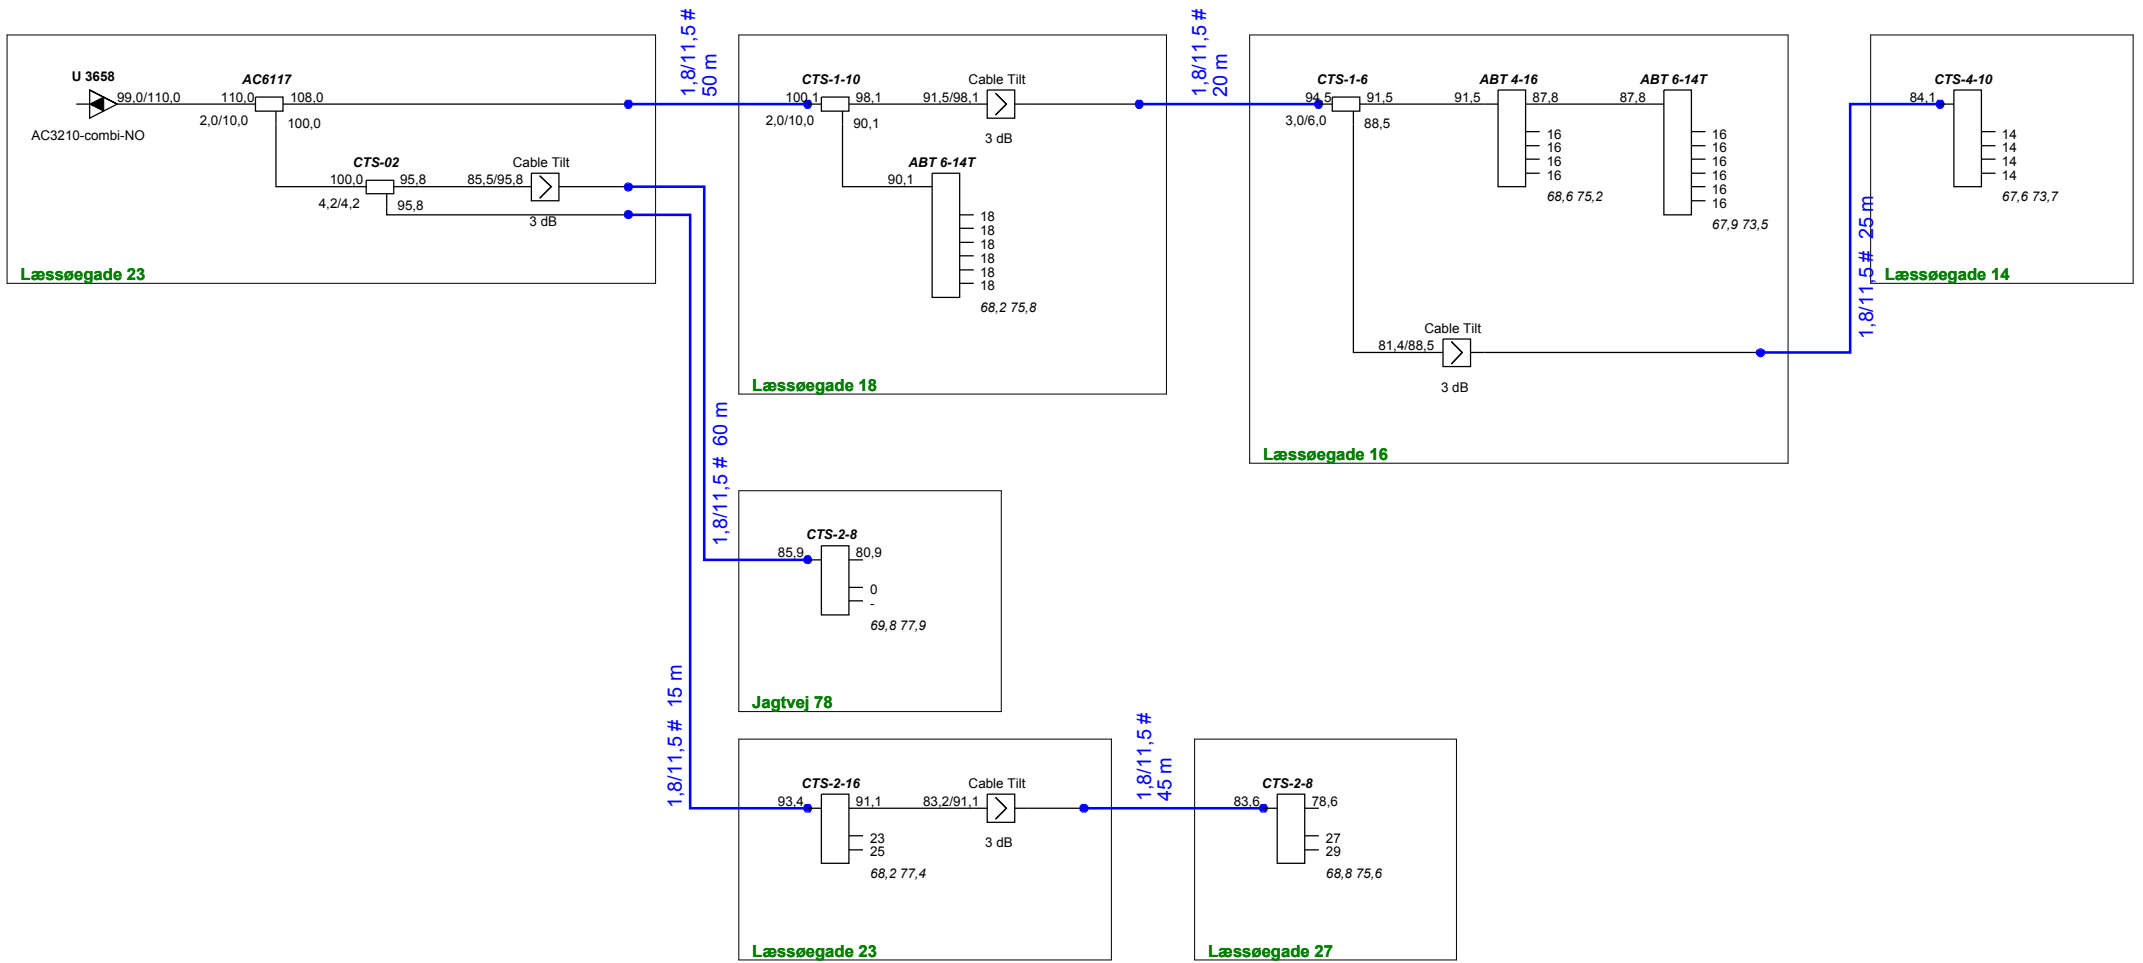 U 3658
99,0/110,0
AC3210-combi-NO
AC6117
110,0
108,0
2,0/10,0
100,0
CTS-02
100,0
95,8
4,2/4,2
95,8
Cable Tilt
85,5/95,8
3 dB
Læssøegade 23
1,8/11,5 #
50 m
CTS-1-10
100,1
98,1
2,0/10,0
90,1
Cable Tilt
91,5/98,1
3 dB
ABT 6-14T
90,1
18
18
18
18
18
18
68,2 75,8
Læssøegade 18
1,8/11,5 #
20 m
CTS-1-6
94,5
91,5
3,0/6,0
88,5
ABT 4-16
91,5
87,8
16
16
16
16
68,6 75,2
ABT 6-14T
87,8
16
16
16
16
16
16
67,9 73,5
Cable Tilt
81,4/88,5
3 dB
Læssøegade 16
1,8/11,5 # 25 m
CTS-4-10
84,1
14
14
14
14
67,6 73,7
Læssøegade 14
1,8/11,5 # 60 m
CTS-2-8
85,9
80,9
0
-
69,8 77,9
Jagtvej 78
1,8/11,5 # 15 m
CTS-2-16
93,4
91,1
23
25
68,2 77,4
Cable Tilt
83,2/91,1
3 dB
Læssøegade 23
1,8/11,5 #
45 m
CTS-2-8
83,6
78,6
27
29
68,8 75,6
Læssøegade 27